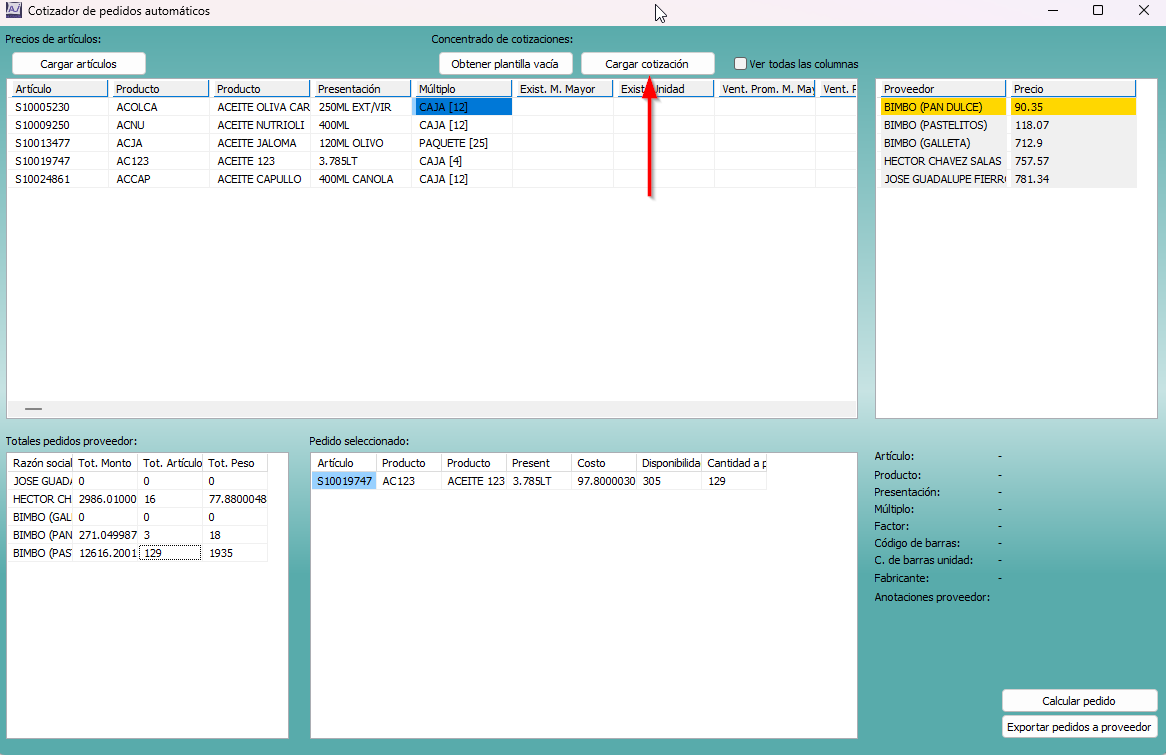 Cotizador de pedidos automáticos
Precios de artículos:
Concentrado de cotizaciones:
Cargar artículos
Obtener plantilla vacía
Cargar cotización
Ver todas las columnas
Artículo Producto Producto Presentación Múltiplo Exist. M. Mayor Exist. Unidad Vent. Prom. M. May Vent. P
S10005230 ACOLCA ACEITE OLIVA CAR 250ML EXT/VIR CAJA [12]
S10009250 ACNU ACEITE NUTRIOLI 400ML CAJA [12]
S10013477 ACJA ACEITE JALOMA 120ML OLIVO PAQUETE [25]
S10019747 AC123 ACEITE 123 3.785LT CAJA [4]
S10024861 ACCAP ACEITE CAPULLO 400ML CANOLA CAJA [12]
Proveedor Precio
BIMBO (PAN DULCE) 90.35
BIMBO (PASTELITOS) 118.07
BIMBO (GALLETA) 712.9
HECTOR CHAVEZ SALAS 757.57
JOSE GUADALUPE FIERR 781.34
Totales pedidos proveedor:
Razón social Tot. Monto Tot. Artículo Tot. Peso
JOSE GUADA 0 0 0
HECTOR CH 2986.01000 16 77.8800048
BIMBO (GAL 0 0 0
BIMBO (PAN 271.049987 3 18
BIMBO (PAS 12616.2001 129 1935
Pedido seleccionado:
Artículo Producto Producto Present Costo Disponibilida Cantidad a p
S10019747 AC123 ACEITE 123 3.785LT 97.8000030 305 129
Artículo: -
Producto: -
Presentación: -
Múltiplo: -
Factor: -
Código de barras: -
C. de barras unidad: -
Fabricante: -
Anotaciones proveedor:
Calcular pedido
Exportar pedidos a proveedor